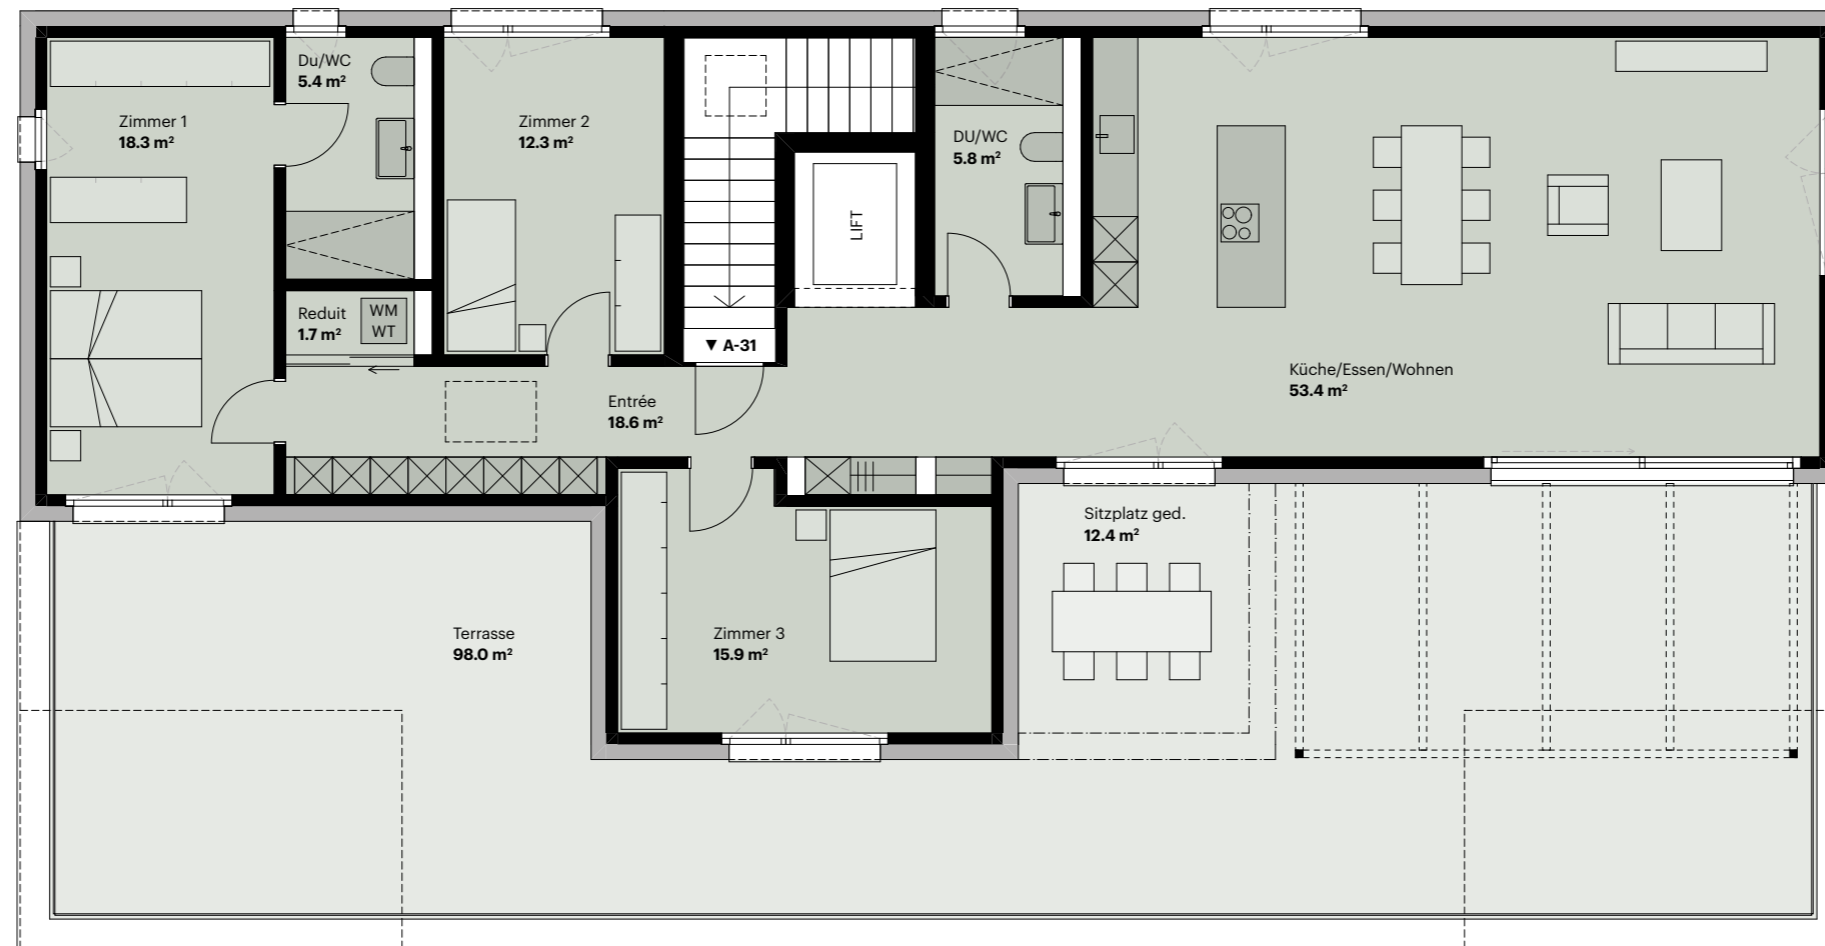 Du/WC
5.4 m²
Zimmer 1
18.3 m²
Zimmer 2
12.3 m²
DU/WC
5.8 m²
LIFT
Reduit
1.7 m²
WM
WT
▼ A-31
Küche/Essen/Wohnen
53.4 m²
Entrée
18.6 m²
Sitzplatz ged.
12.4 m²
Terrasse
98.0 m²
Zimmer 3
15.9 m²